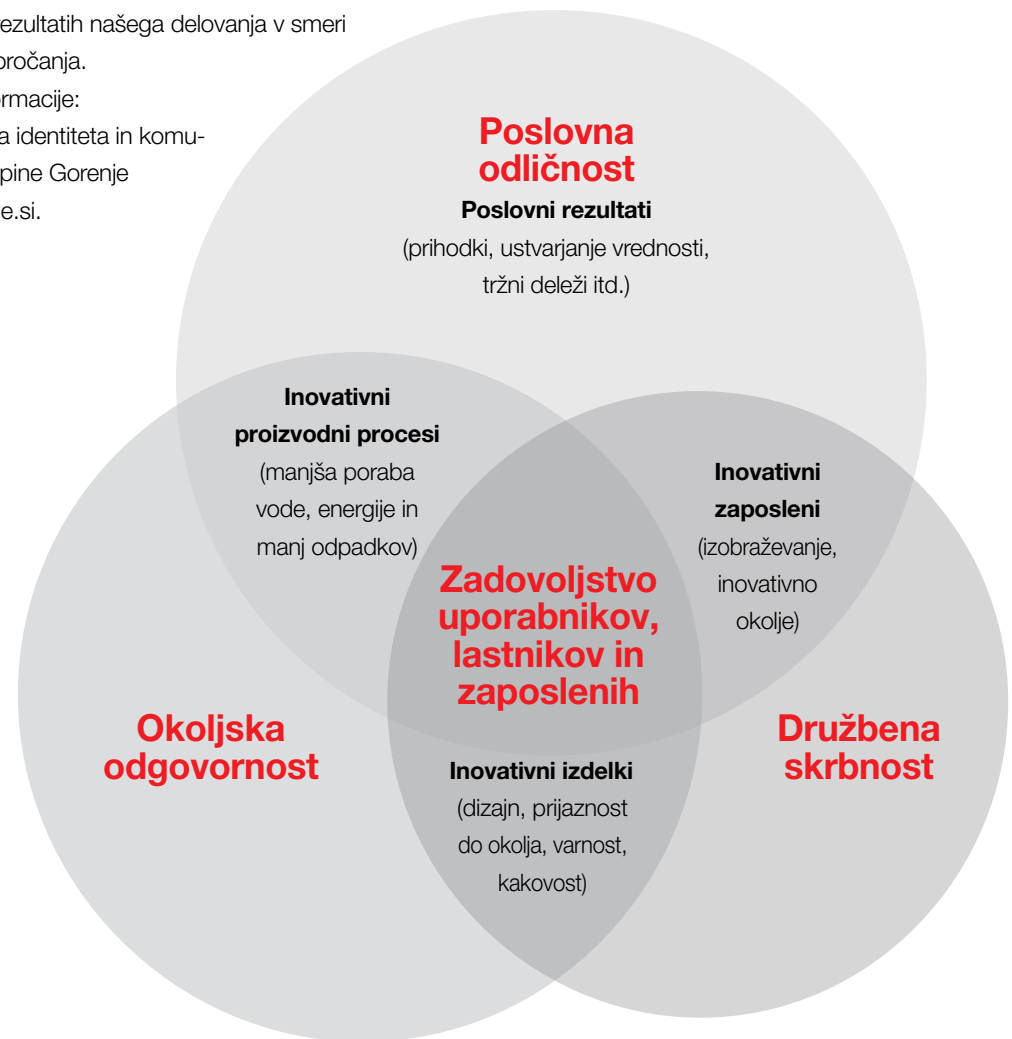 rezultatih našega delovanja v smeri
oročanja.
ormacije:
a identiteta in komu-
pine Gorenje
e.si.
Poslovna
odličnost
Poslovni rezultati
(prihodki, ustvarjanje vrednosti,
tržni deleži itd.)
Inovativni
proizvodni procesi
(manjša poraba
vode, energije in
manj odpadkov)
Inovativni
zaposleni
(izobraževanje,
inovativno
okolje)
Zadovoljstvo
uporabnikov,
lastnikov in
zaposlenih
Okoljska
odgovornost
Družbena
skrbnost
Inovativni izdelki
(dizajn, prijaznost
do okolja, varnost,
kakovost)